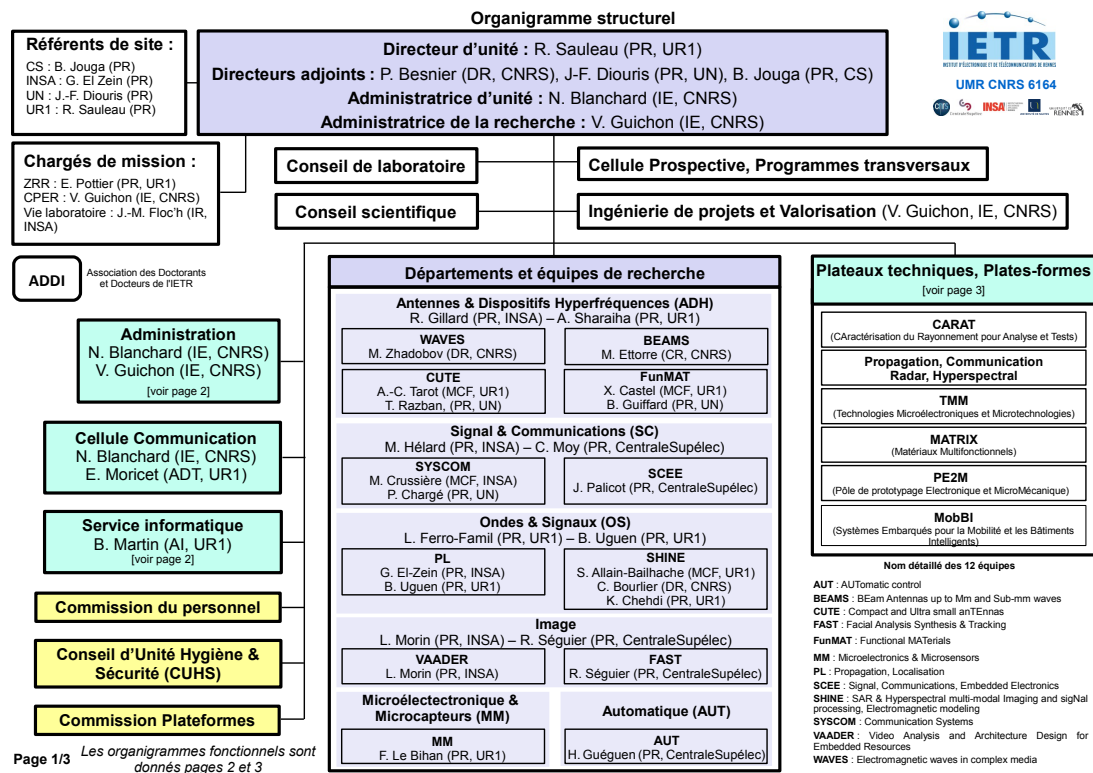 Organigramme structurel
Référents de site :
CS : B. Jouga (PR)
INSA : G. El Zein (PR)
UN : J.-F. Diouris (PR)
UR1 : R. Sauleau (PR)
Directeur d'unité : R. Sauleau (PR, UR1)
Directeurs adjoints : P. Besnier (DR, CNRS), J-F. Diouris (PR, UN), B. Jouga (PR, CS)
Administratrice d'unité : N. Blanchard (IE, CNRS)
Administratrice de la recherche : V. Guichon (IE, CNRS)
IETR
INSTITUT D'ÉLECTRONIQUE ET DE TÉLÉCOMMUNICATIONS DE RENNES
UMR CNRS 6164
cnrs
CentraleSupélec
INSA
UNIVERSITÉ DE NANTES
UNIVERSITÉ DE
RENNES
Chargés de mission :
ZRR : E. Pottier (PR, UR1)
CPER : V. Guichon (IE, CNRS)
Vie laboratoire : J.-M. Floc'h (IR,
INSA)
Conseil de laboratoire
Cellule Prospective, Programmes transversaux
Conseil scientifique
Ingénierie de projets et Valorisation (V. Guichon, IE, CNRS)
ADDI
Association des Doctorants
et Docteurs de l'IETR
Administration
N. Blanchard (IE, CNRS)
V. Guichon (IE, CNRS)
[voir page 2]
Cellule Communication
N. Blanchard (IE, CNRS)
E. Moricet (ADT, UR1)
Service informatique
B. Martin (AI, UR1)
[voir page 2]
Commission du personnel
Conseil d'Unité Hygiène &
Sécurité (CUHS)
Commission Plateformes
Départements et équipes de recherche
Antennes & Dispositifs Hyperfréquences (ADH)
R. Gillard (PR, INSA) – A. Sharaiha (PR, UR1)
WAVES
M. Zhadobov (DR, CNRS)
BEAMS
M. Ettorre (CR, CNRS)
CUTE
A.-C. Tarot (MCF, UR1)
T. Razban, (PR, UN)
FunMAT
X. Castel (MCF, UR1)
B. Guiffard (PR, UN)
Signal & Communications (SC)
M. Hélard (PR, INSA) – C. Moy (PR, CentraleSupélec)
SYSCOM
M. Crussière (MCF, INSA)
P. Chargé (PR, UN)
SCEE
J. Palicot (PR, CentraleSupélec)
Ondes & Signaux (OS)
L. Ferro-Famil (PR, UR1) – B. Uguen (PR, UR1)
PL
G. El-Zein (PR, INSA)
B. Uguen (PR, UR1)
SHINE
S. Allain-Bailhache (MCF, UR1)
C. Bourlier (DR, CNRS)
K. Chehdi (PR, UR1)
Image
L. Morin (PR, INSA) – R. Séguier (PR, CentraleSupélec)
VAADER
L. Morin (PR, INSA)
FAST
R. Séguier (PR, CentraleSupélec)
Microélectectronique &
Microcapteurs (MM)
MM
F. Le Bihan (PR, UR1)
Automatique (AUT)
AUT
H. Guéguen (PR, CentraleSupelec)
Plateaux techniques, Plates-formes
[voir page 3]
CARAT
(CAractérisation du Rayonnement pour Analyse et Tests)
Propagation, Communication
Radar, Hyperspectral
TMM
(Technologies Microélectroniques et Microtechnologies)
MATRIX
(Matériaux Multifonctionnels)
PE2M
(Pôle de prototypage Electronique et MicroMécanique)
MobBI
(Systèmes Embarqués pour la Mobilité et les Bâtiments
Intelligents)
Nom détaillé des 12 équipes
AUT : AUTomatic control
BEAMS : BEam Antennas up to Mm and Sub-mm waves
CUTE : Compact and Ultra small anTEnnas
FAST : Facial Analysis Synthesis & Tracking
FunMAT : Functional MATerials
MM : Microelectronics & Microsensors
PL : Propagation, Localisation
SCEE : Signal, Communications, Embedded Electronics
SHINE : SAR & Hyperspectral multi-modal Imaging and sigNal
processing, Electromagnetic modeling
SYSCOM : Communication Systems
VAADER : Video Analysis and Architecture Design for
Embedded Resources
WAVES : Electromagnetic waves in complex media
Page 1/3
Les organigrammes fonctionnels sont
donnés pages 2 et 3